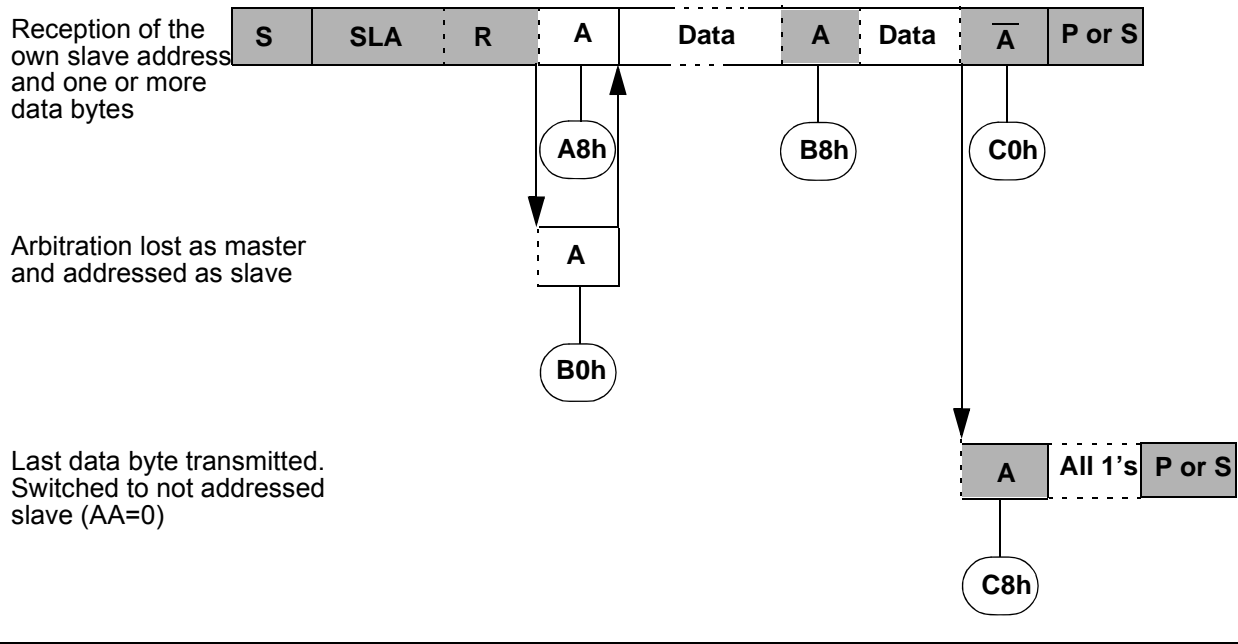 Reception of the
own slave address
and one or more
data bytes
S SLA R A Data A Data A̅ P or S
A8h B8h C0h
Arbitration lost as master
and addressed as slave
A
B0h
Last data byte transmitted.
Switched to not addressed
slave (AA=0)
A All 1’s P or S
C8h